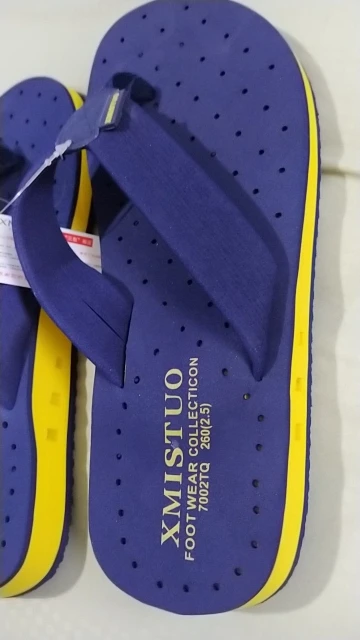 XMISTUO
FOOT WEAR COLLECTICON
7002TQ 260(2.5)